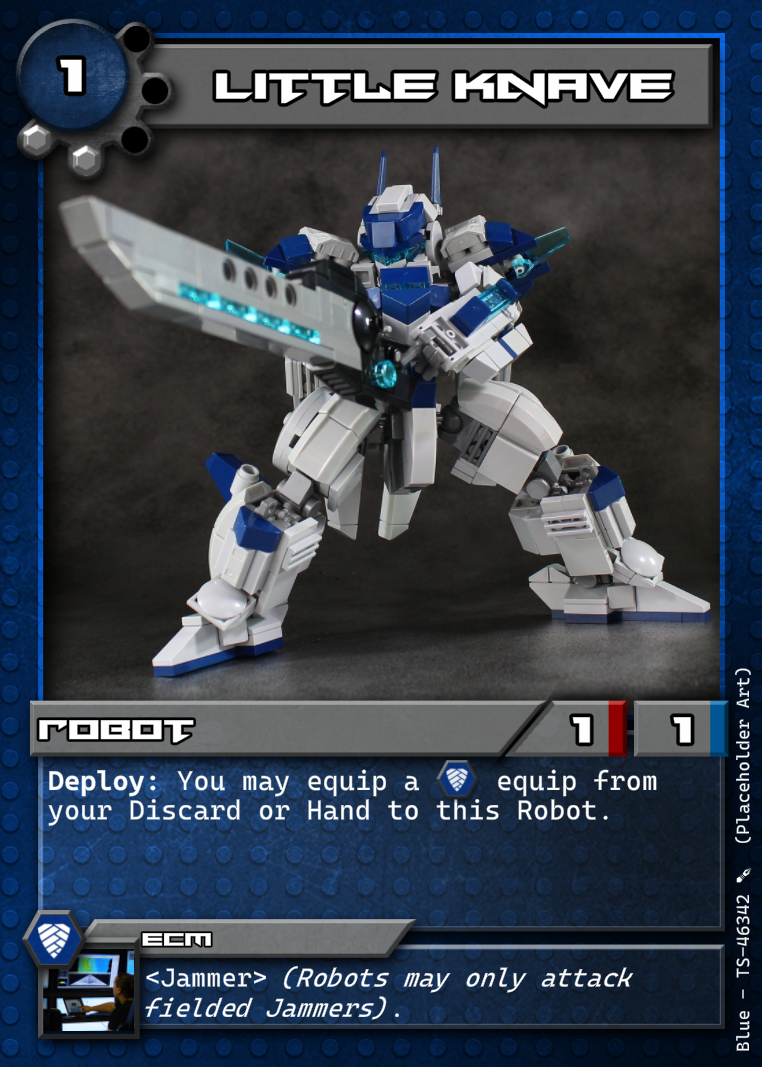 1
LITTLE KNAVE
ROBOT
1
1
Deploy: You may equip a equip from
your Discard or Hand to this Robot.
ECM
<Jammer> (Robots may only attack
fielded Jammers).
Blue - TS-46342 (Placeholder Art)